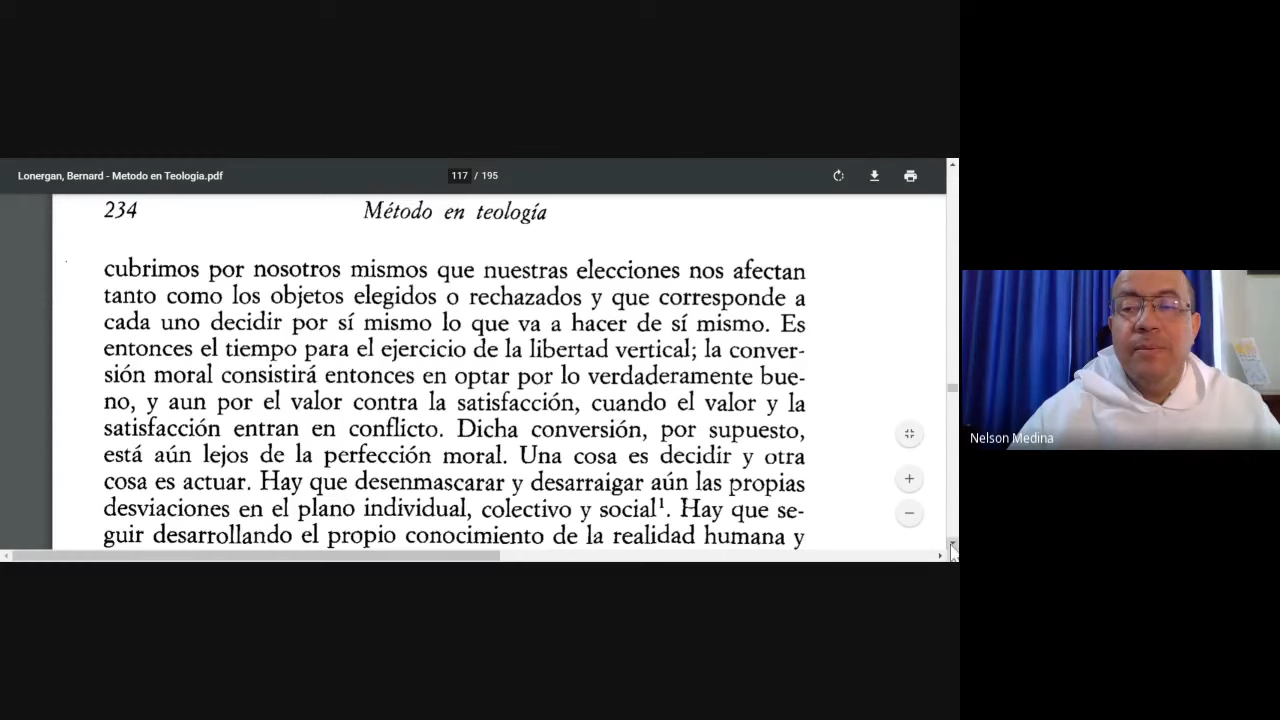 Lonergan, Bernard - Metodo en Teologia.pdf
117 / 195
234 Método en teología
cubrimos por nosotros mismos que nuestras elecciones nos afectan
tanto como los objetos elegidos o rechazados y que corresponde a
cada uno decidir por sí mismo lo que va a hacer de sí mismo. Es
entonces el tiempo para el ejercicio de la libertad vertical; la conver-
sión moral consistirá entonces en optar por lo verdaderamente bue-
no, y aun por el valor contra la satisfacción, cuando el valor y la
satisfacción entran en conflicto. Dicha conversión, por supuesto,
está aún lejos de la perfección moral. Una cosa es decidir y otra
cosa es actuar. Hay que desenmascarar y desarraigar aún las propias
desviaciones en el plano individual, colectivo y social¹. Hay que se-
guir desarrollando el propio conocimiento de la realidad humana y
Nelson Medina